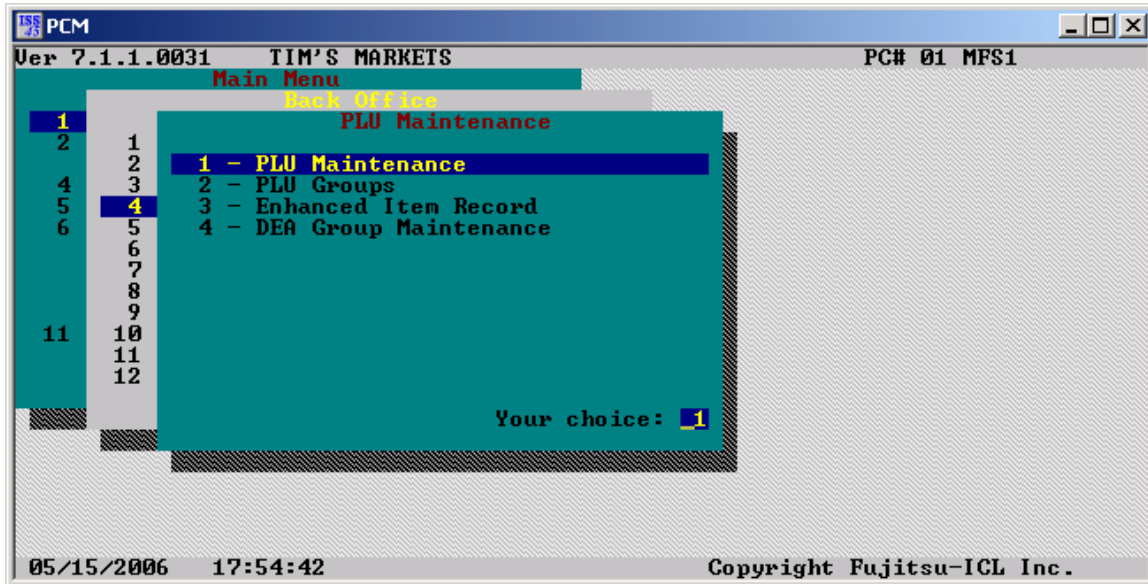 ISS 45 PCM
Ver 7.1.1.0031 TIM'S MARKETS PC# 01 MFS1
Main Menu
Back Office
1 PLU Maintenance
2 1
2 1 - PLU Maintenance
4 3 2 - PLU Groups
5 4 3 - Enhanced Item Record
6 5 4 - DEA Group Maintenance
6
7
8
9
11 10
11
12
Your choice: 1
05/15/2006 17:54:42 Copyright Fujitsu-ICL Inc.